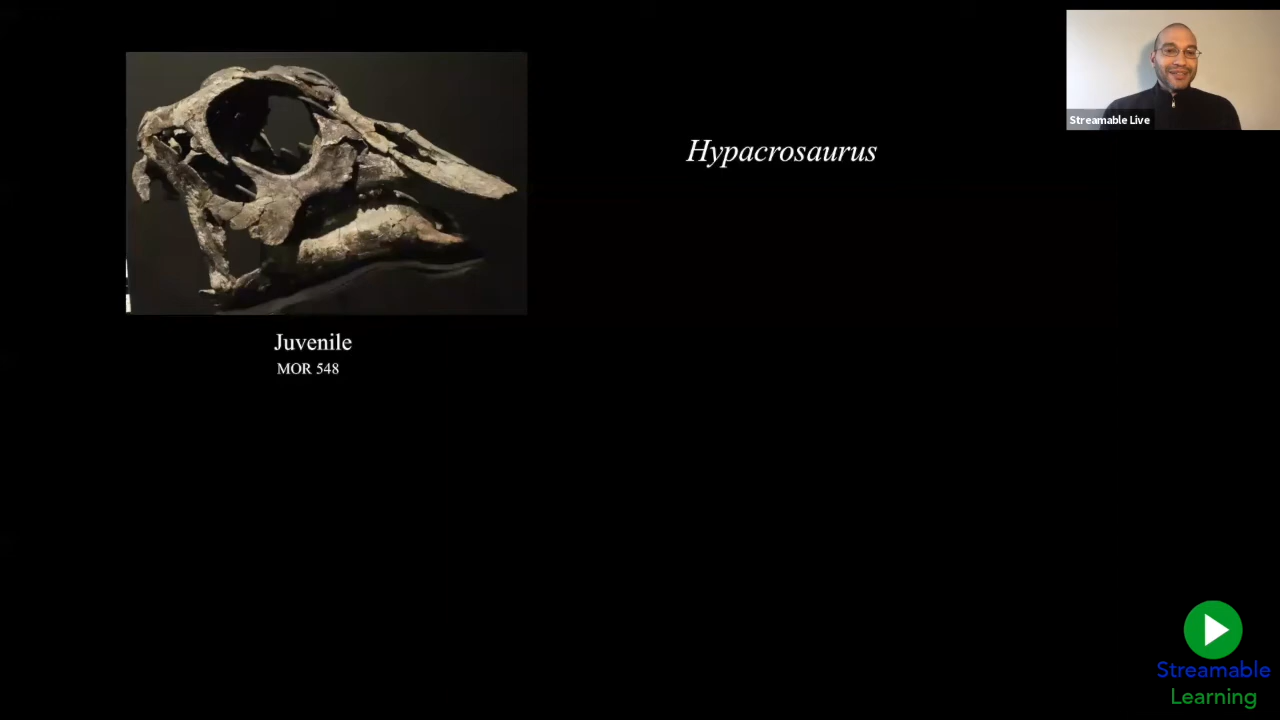 Streamable Live
Hypacrosaurus
Juvenile
MOR 548
Streamable
Learning